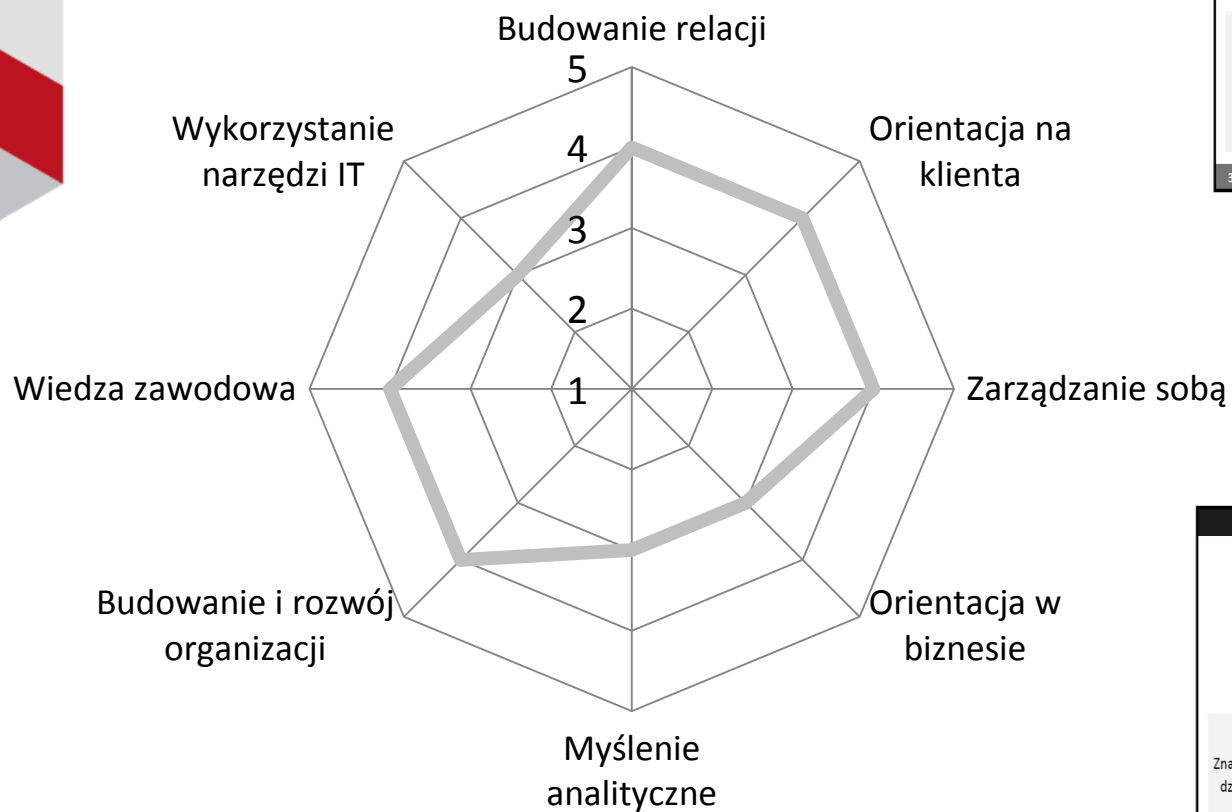 Budowanie relacji
5
Wykorzystanie
narzędzi IT
Orientacja na
klienta
4
3
2
Wiedza zawodowa
1
Zarządzanie sobą
Budowanie i rozwój
organizacji
Orientacja w
biznesie
Myślenie
analityczne